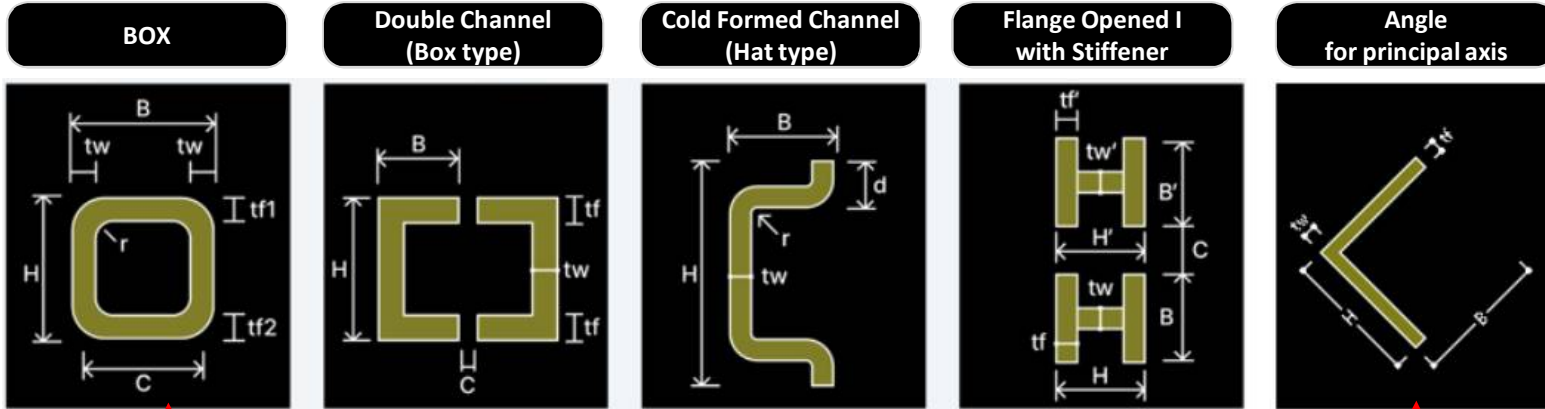 BOX
Double Channel
(Box type)
Cold Formed Channel
(Hat type)
Flange Opened I
with Stiffener
Angle
for principal axis
B
tw tw
tf1
H
r
tf2
C
B
tf
H
tw
tf
C
B
d
r
H
tw
tf'
tw'
B'
H'
C
tw
B
tf
H
tf
tw
H
B